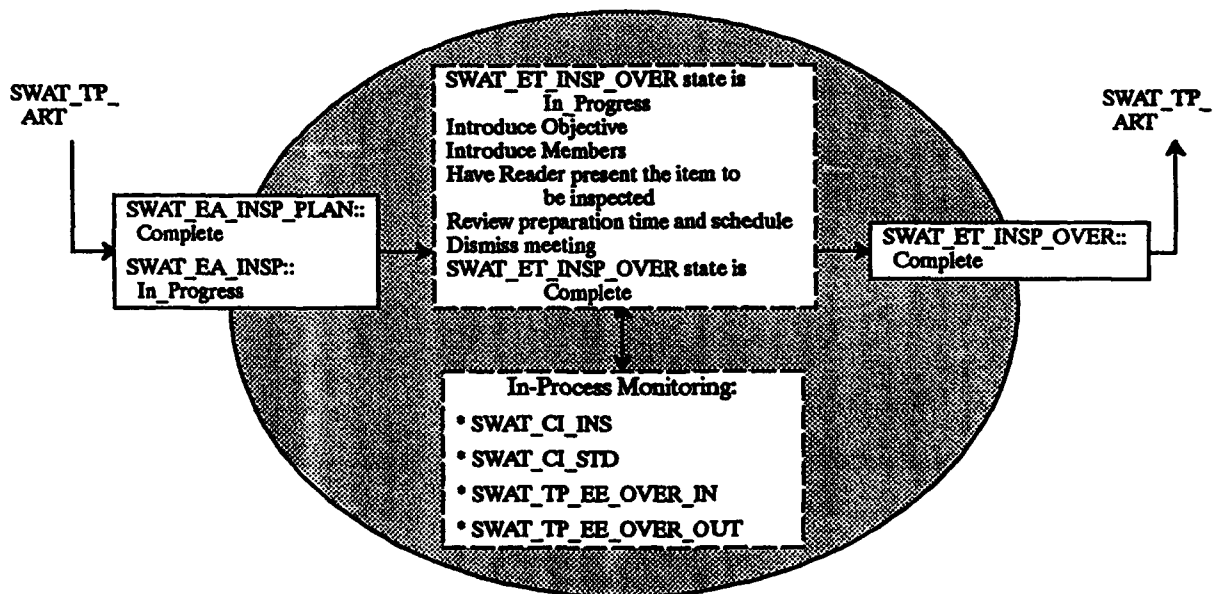 SWAT_TP_
ART
SWAT_EA_INSP_PLAN::
Complete
SWAT_EA_INSP::
In_Progress
SWAT_ET_INSP_OVER state is
In_Progress
Introduce Objective
Introduce Members
Have Reader present the item to
be inspected
Review preparation time and schedule
Dismiss meeting
SWAT_ET_INSP_OVER state is
Complete
In-Process Monitoring:
* SWAT_CI_INS
* SWAT_CI_STD
* SWAT_TP_EE_OVER_IN
* SWAT_TP_EE_OVER_OUT
SWAT_ET_INSP_OVER::
Complete
SWAT_TP_
ART